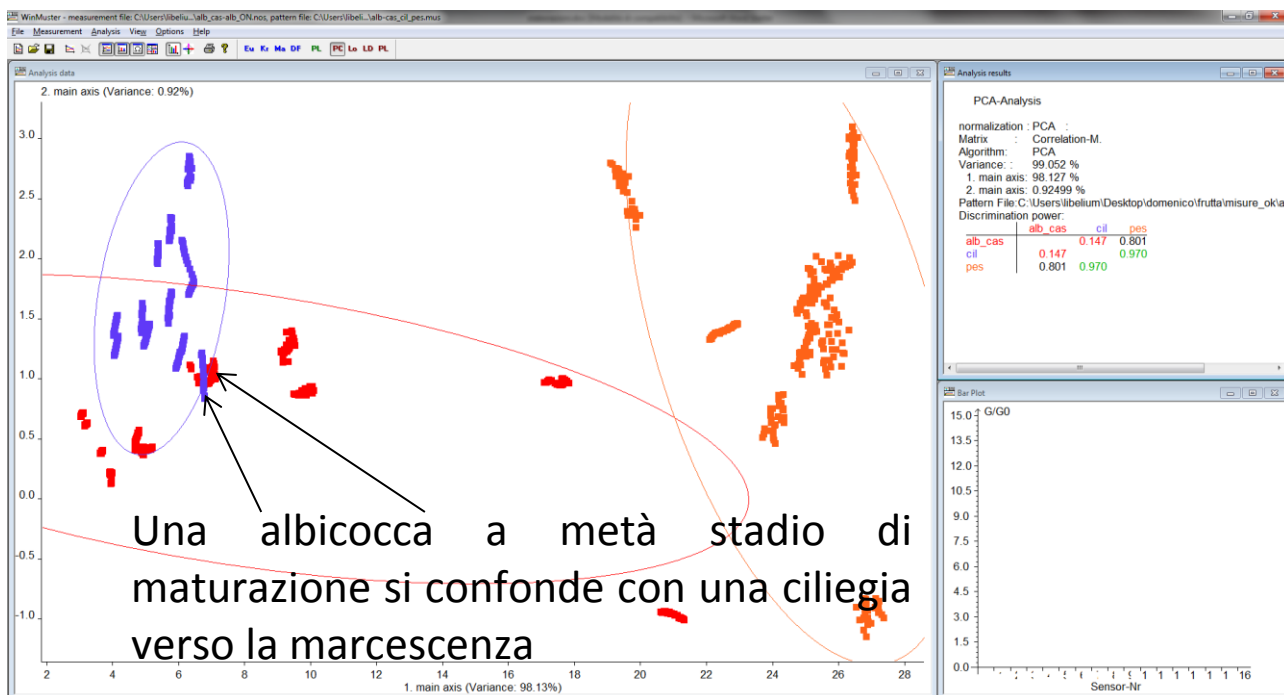 WinMuster - measurement file: C:\Users\libelium\...\alb_cas-alb_ON.nos, pattern file: C:\Users\libeli...\alb-cas_cil_pes.mus
File Measurement Analysis View Options Help
Eu Kr Ma DF PL PC Lo LD PL
Analysis data
2. main axis (Variance: 0.92%)
3.0
2.5
2.0
1.5
1.0
0.5
0.0
-0.5
-1.0
2 4 6 8 10 12 14 16 18 20 22 24 26 28
1. main axis (Variance: 98.13%)
Una albicocca a metà stadio di
maturazione si confonde con una ciliegia
verso la marcescenza
Analysis results
PCA-Analysis
normalization : PCA :
Matrix : Correlation-M.
Algorithm: PCA
Variance: : 99.052 %
1. main axis: 98.127 %
2. main axis: 0.92499 %
Pattern File:C:\Users\libelium\Desktop\domenico\frutta\misure_ok\a
Discrimination power:
alb_cas cil pes
alb_cas 0.147 0.801
cil 0.147 0.970
pes 0.801 0.970
Bar Plot
G/G0
15.0
13.5
12.0
10.5
9.0
7.5
6.0
4.5
3.0
1.5
0.0
1 1 1 1 1 16
Sensor-Nr